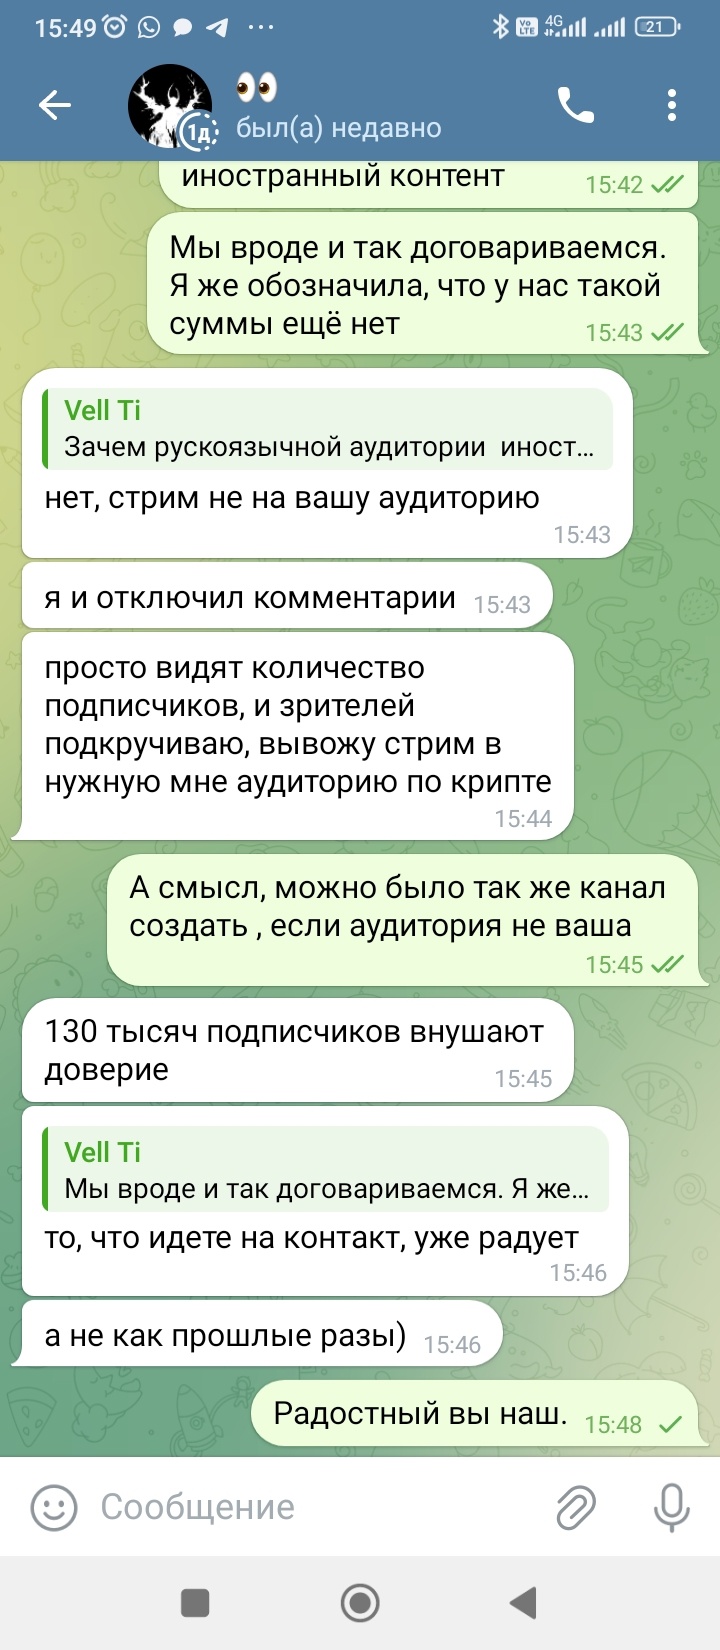 15:49
4G
Vo LTE
21
1д
был(а) недавно
иностранный контент
15:42
Мы вроде и так договариваемся.
Я же обозначила, что у нас такой
суммы ещё нет
15:43
Vell Ti
Зачем рускоязычной аудитории иност...
нет, стрим не на вашу аудиторию
15:43
я и отключил комментарии
15:43
просто видят количество
подписчиков, и зрителей
подкручиваю, вывожу стрим в
нужную мне аудиторию по крипте
15:44
А смысл, можно было так же канал
создать , если аудитория не ваша
15:45
130 тысяч подписчиков внушают
доверие
15:45
Vell Ti
Мы вроде и так договариваемся. Я же...
то, что идете на контакт, уже радует
15:46
а не как прошлые разы)
15:46
Радостный вы наш.
15:48
Сообщение